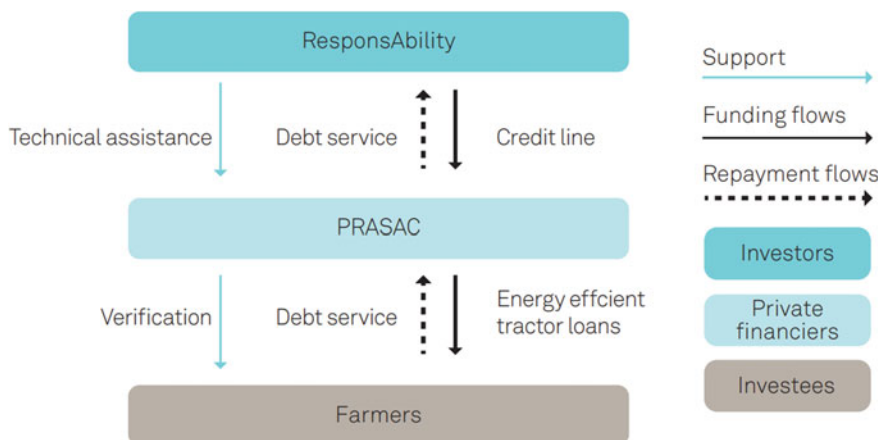 ResponsAbility
Technical assistance
Debt service
Credit line
PRASAC
Verification
Debt service
Energy effcient
tractor loans
Farmers
Support
Funding flows
Repayment flows
Investors
Private
financiers
Investees